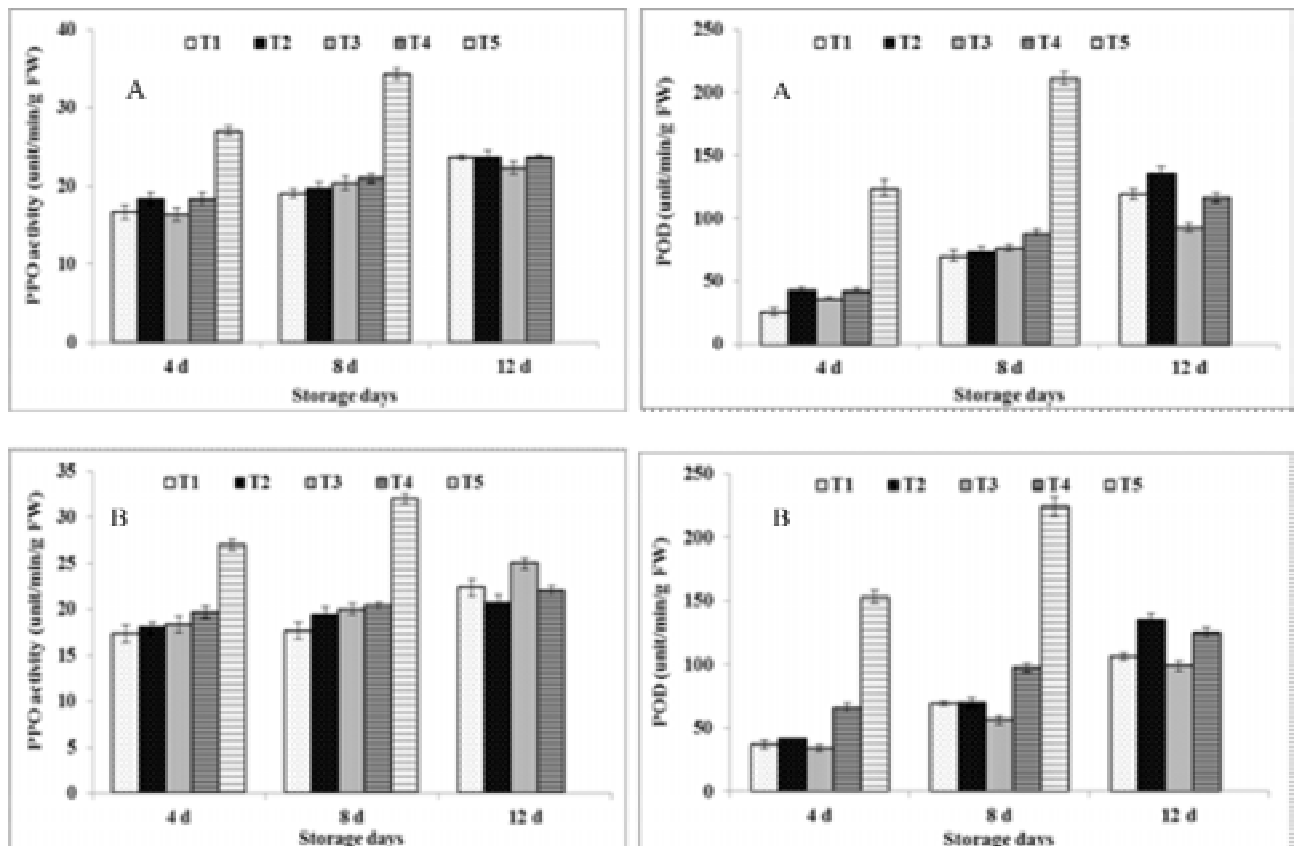 40
T1 T2 T3 T4 T5
A
30
20
10
0
PPO activity (unit/min/g FW)
4 d 8 d 12 d
Storage days
250
T1 T2 T3 T4 T5
A
200
150
100
50
0
POD (unit/min/g FW)
4 d 8 d 12 d
Storage days
35
T1 T2 T3 T4 T5
B
30
25
20
15
10
5
0
PPO activity (unit/min/g FW)
4 d 8 d 12 d
Storage days
250
T1 T2 T3 T4 T5
B
200
150
100
50
0
POD (unit/min/g FW)
4 d 8 d 12 d
Storage days